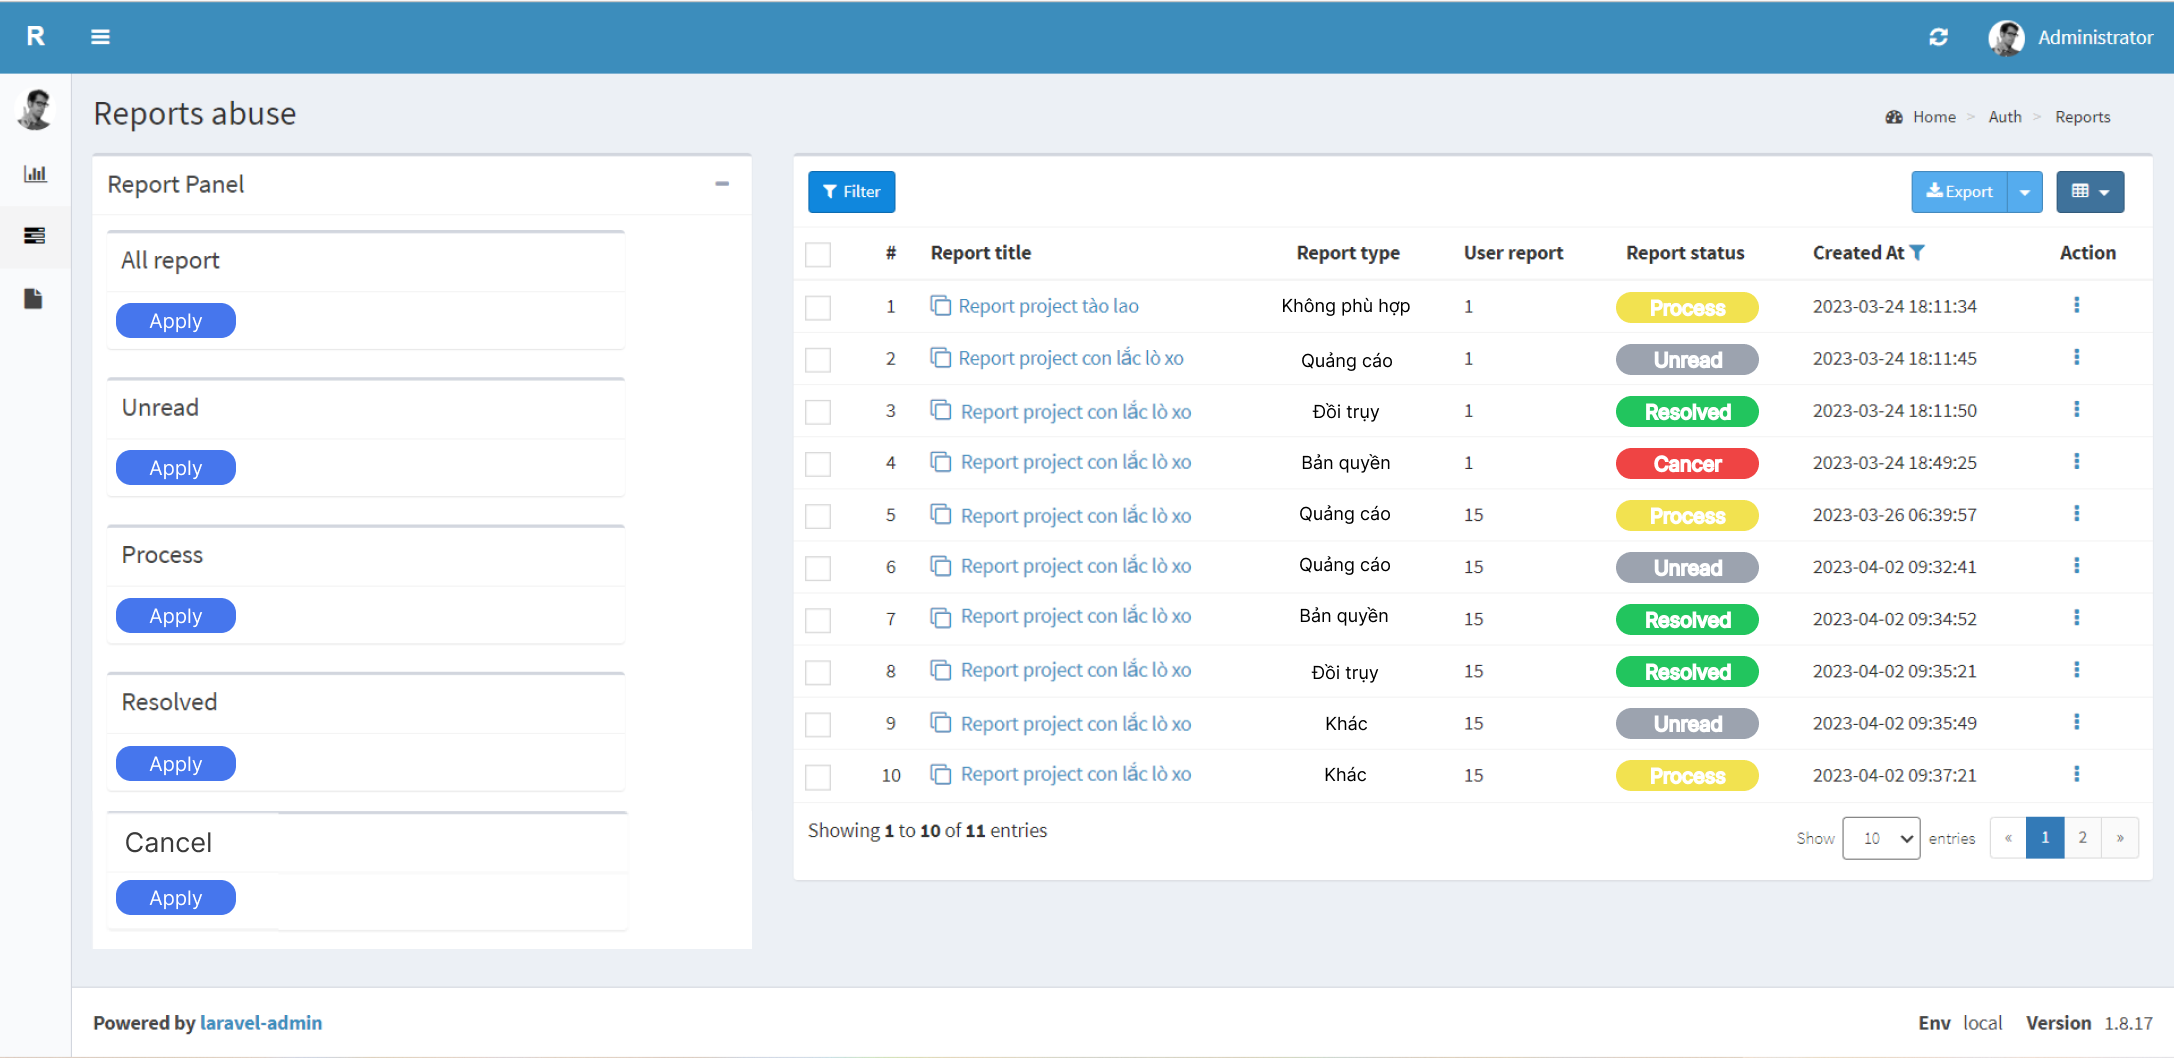 R Administrator
Reports abuse
Home > Auth > Reports
Report Panel
All report
Apply
Unread
Apply
Process
Apply
Resolved
Apply
Cancel
Apply
Filter Export
# Report title Report type User report Report status Created At Action
1 Report project tào lao Không phù hợp 1 Process 2023-03-24 18:11:34
2 Report project con lắc lò xo Quảng cáo 1 Unread 2023-03-24 18:11:45
3 Report project con lắc lò xo Đồi trụy 1 Resolved 2023-03-24 18:11:50
4 Report project con lắc lò xo Bản quyền 1 Cancer 2023-03-24 18:49:25
5 Report project con lắc lò xo Quảng cáo 15 Process 2023-03-26 06:39:57
6 Report project con lắc lò xo Quảng cáo 15 Unread 2023-04-02 09:32:41
7 Report project con lắc lò xo Bản quyền 15 Resolved 2023-04-02 09:34:52
8 Report project con lắc lò xo Đồi trụy 15 Resolved 2023-04-02 09:35:21
9 Report project con lắc lò xo Khác 15 Unread 2023-04-02 09:35:49
10 Report project con lắc lò xo Khác 15 Process 2023-04-02 09:37:21
Showing 1 to 10 of 11 entries Show 10 entries « 1 2 »
Powered by laravel-admin Env local Version 1.8.17